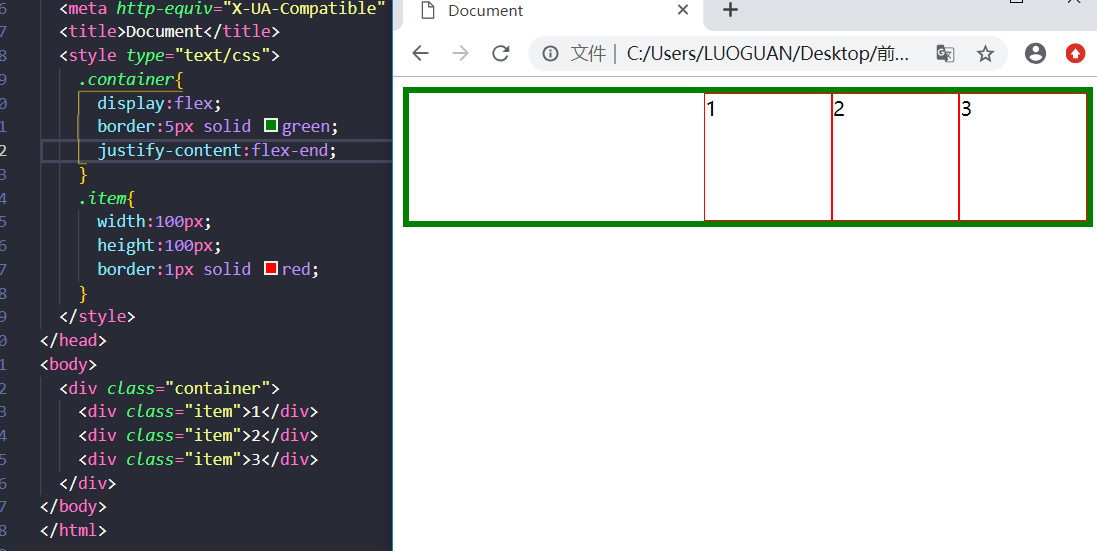 6 <meta http-equiv="X-UA-Compatible"
7 <title>Document</title>
8 <style type="text/css">
9 .container{
0 display:flex;
1 border:5px solid green;
2 justify-content:flex-end;
3 }
4 .item{
5 width:100px;
6 height:100px;
7 border:1px solid red;
8 }
9 </style>
0 </head>
1 <body>
2 <div class="container">
3 <div class="item">1</div>
4 <div class="item">2</div>
5 <div class="item">3</div>
6 </div>
7 </body>
8 </html>
Document
文件 | C:/Users/LUOGUAN/Desktop/前...
1 2 3